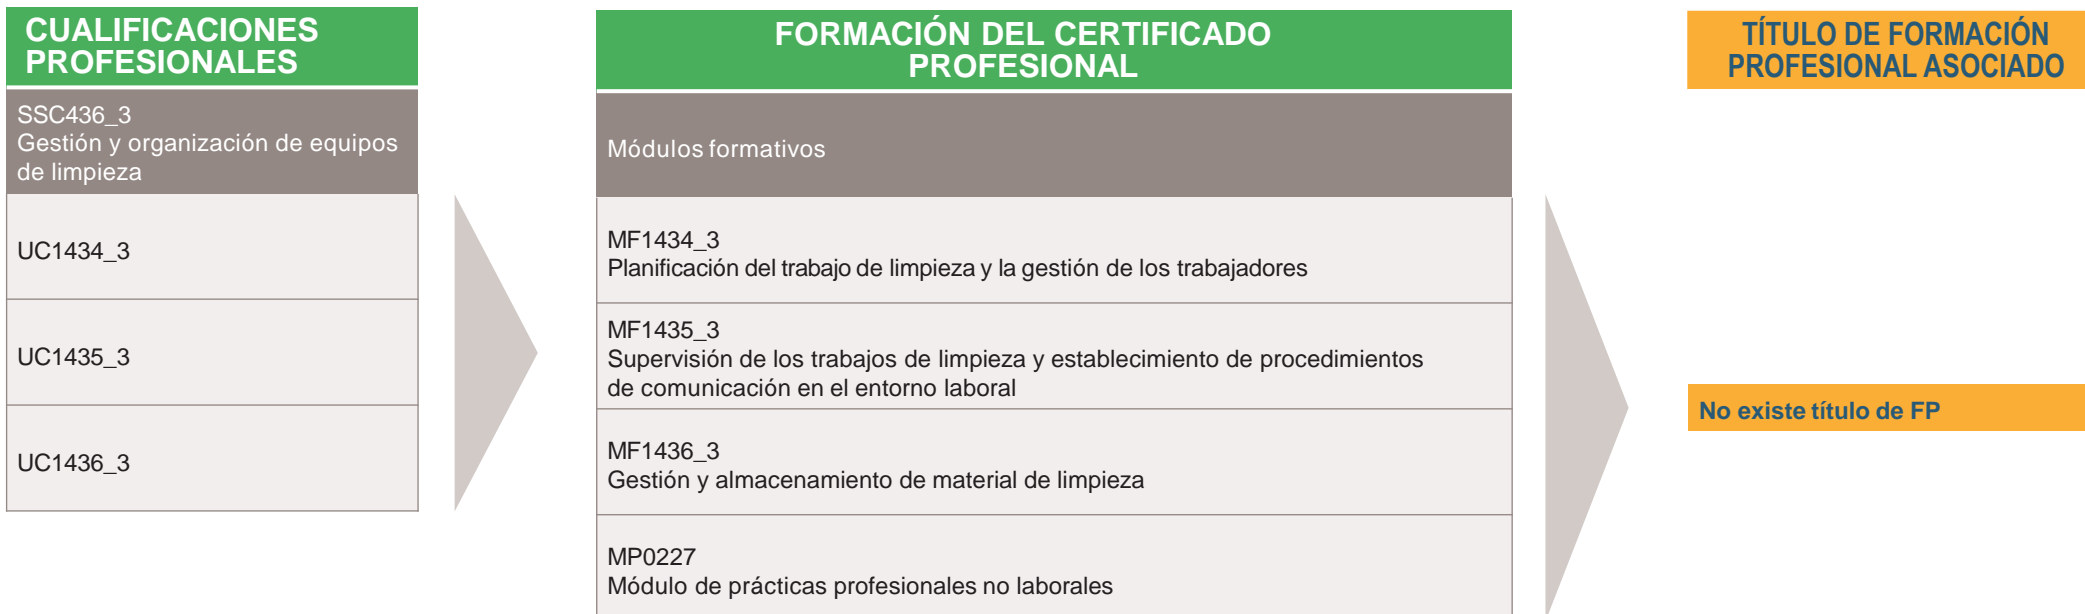 CUALIFICACIONES
PROFESIONALES
SSC436_3
Gestión y organización de equipos
de limpieza
UC1434_3
UC1435_3
UC1436_3
FORMACIÓN DEL CERTIFICADO
PROFESIONAL
Módulos formativos
MF1434_3
Planificación del trabajo de limpieza y la gestión de los trabajadores
MF1435_3
Supervisión de los trabajos de limpieza y establecimiento de procedimientos
de comunicación en el entorno laboral
MF1436_3
Gestión y almacenamiento de material de limpieza
MP0227
Módulo de prácticas profesionales no laborales
TÍTULO DE FORMACIÓN
PROFESIONAL ASOCIADO
No existe título de FP